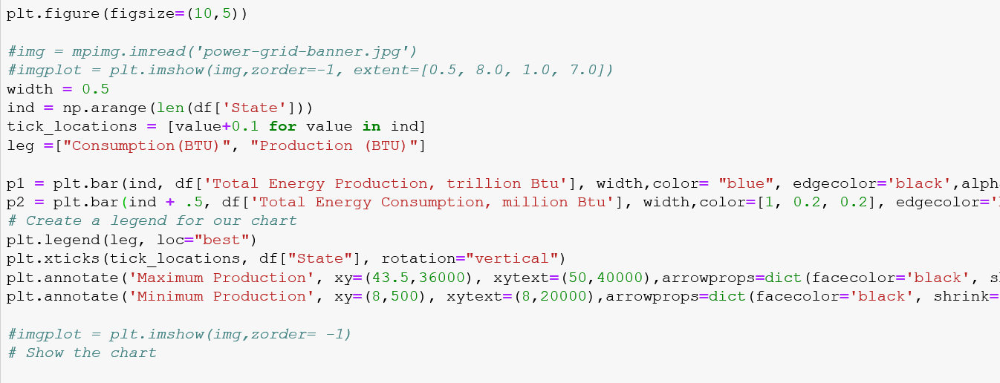 plt.figure(figsize=(10,5))
#img = mpimg.imread('power-grid-banner.jpg')
#imgplot = plt.imshow(img,zorder=-1, extent=[0.5, 8.0, 1.0, 7.0])
width = 0.5
ind = np.arange(len(df['State']))
tick_locations = [value+0.1 for value in ind]
leg =["Consumption(BTU)", "Production (BTU)"]
p1 = plt.bar(ind, df['Total Energy Production, trillion Btu'], width,color= "blue", edgecolor='black',alph
p2 = plt.bar(ind + .5, df['Total Energy Consumption, million Btu'], width,color=[1, 0.2, 0.2], edgecolor='
# Create a legend for our chart
plt.legend(leg, loc="best")
plt.xticks(tick_locations, df["State"], rotation="vertical")
plt.annotate('Maximum Production', xy=(43.5,36000), xytext=(50,40000),arrowprops=dict(facecolor='black', s
plt.annotate('Minimum Production', xy=(8,500), xytext=(8,20000),arrowprops=dict(facecolor='black', shrink=
#imgplot = plt.imshow(img,zorder= -1)
# Show the chart